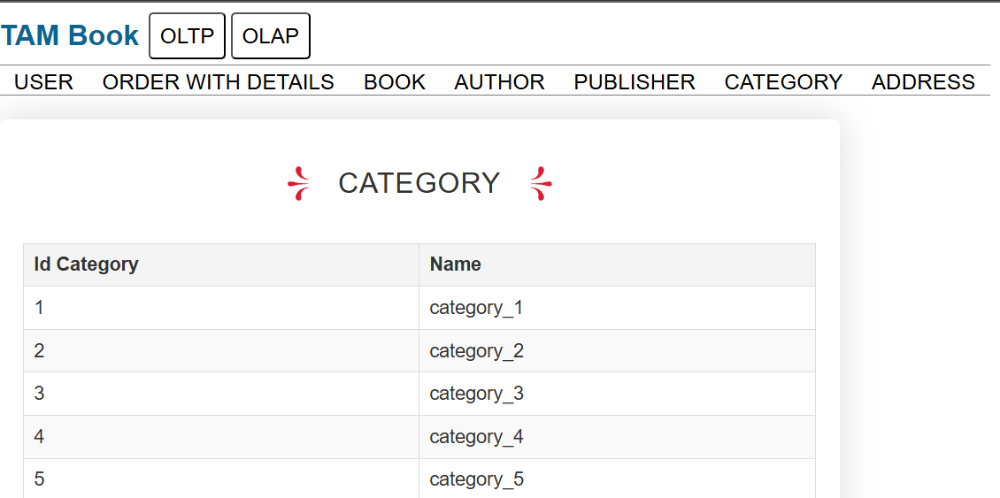 TAM Book OLTP OLAP
USER ORDER WITH DETAILS BOOK AUTHOR PUBLISHER CATEGORY ADDRESS
CATEGORY
Id Category Name
1 category_1
2 category_2
3 category_3
4 category_4
5 category_5